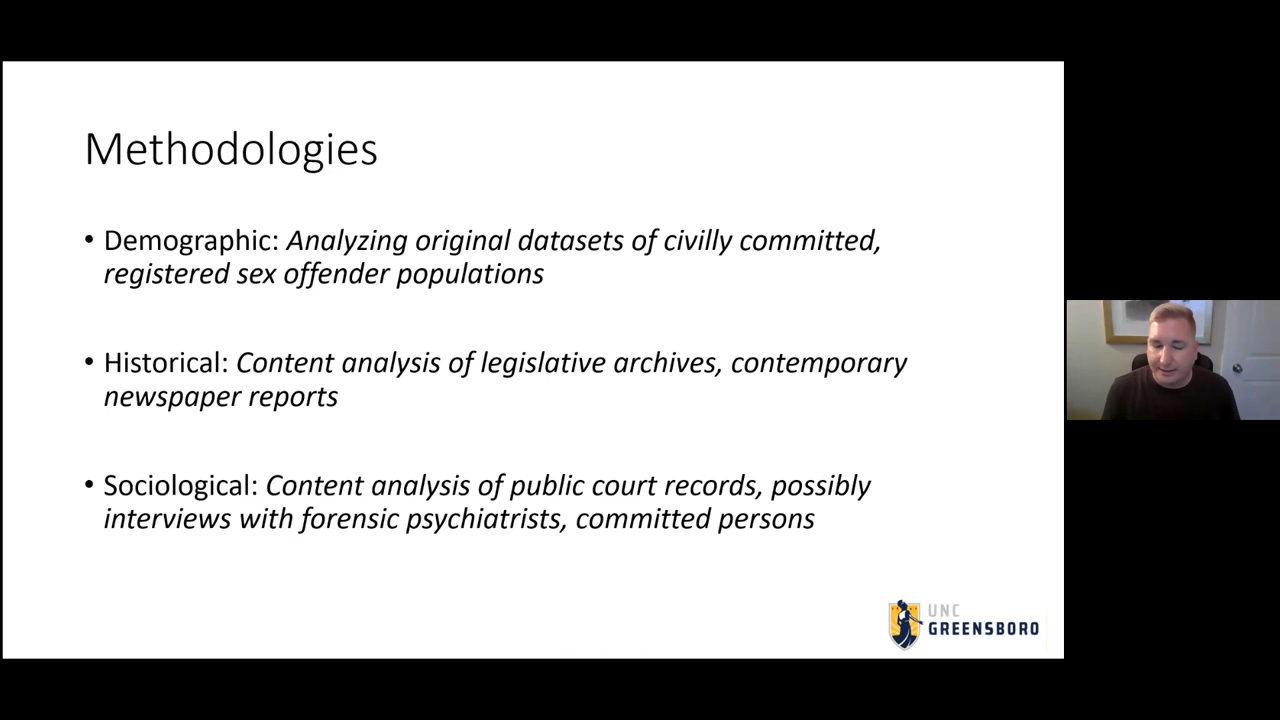 Methodologies
• Demographic: Analyzing original datasets of civilly committed,
registered sex offender populations
• Historical: Content analysis of legislative archives, contemporary
newspaper reports
• Sociological: Content analysis of public court records, possibly
interviews with forensic psychiatrists, committed persons
UNC
GREENSBORO